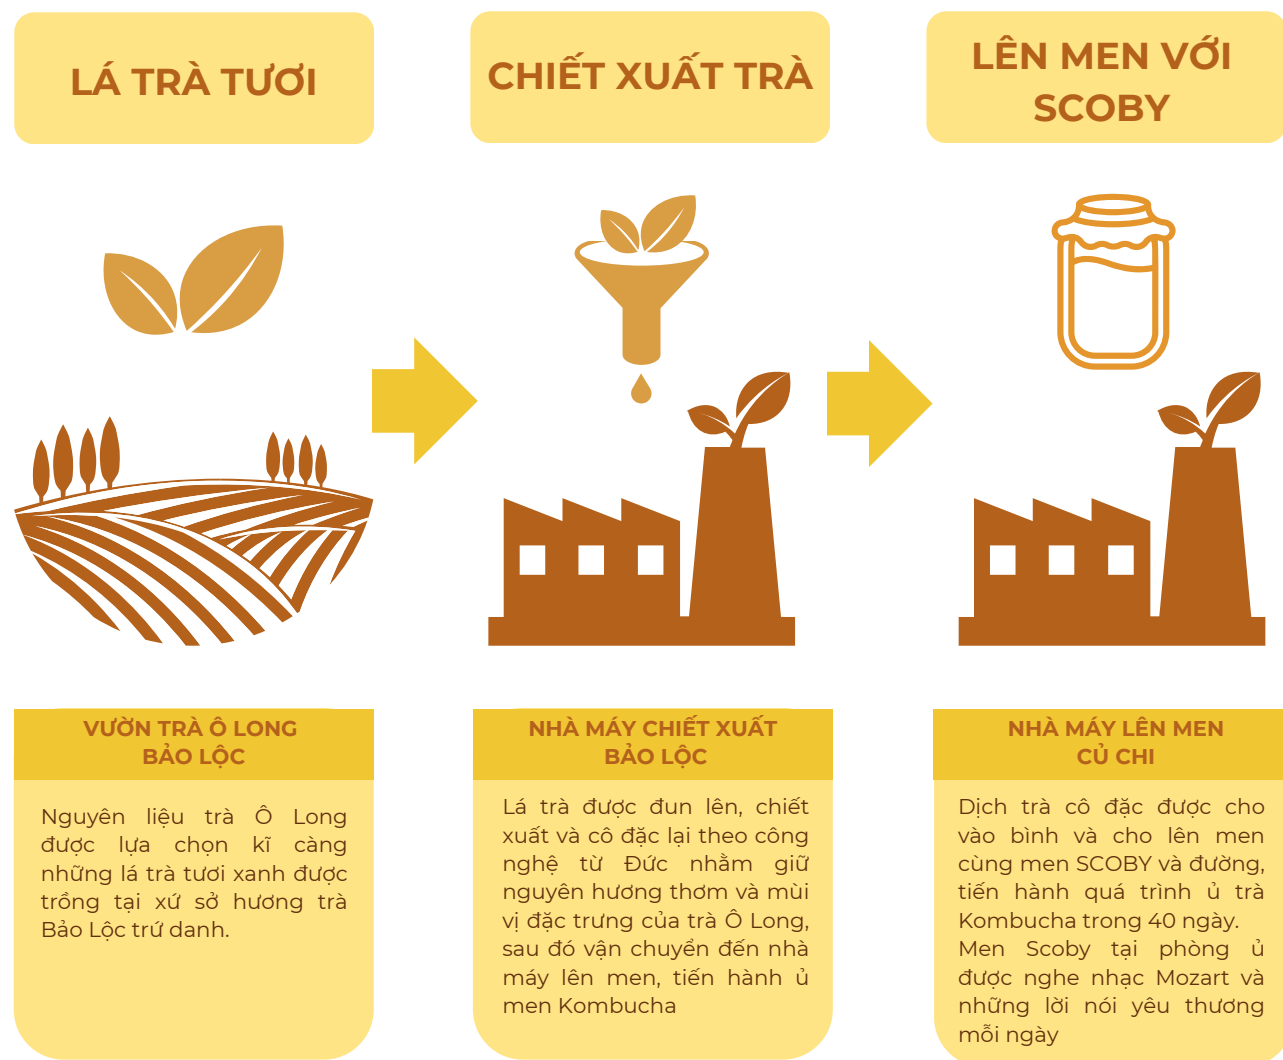 LÁ TRÀ TƯƠI
CHIẾT XUẤT TRÀ
LÊN MEN VỚI
SCOBY
VƯỜN TRÀ Ô LONG
BẢO LỘC
Nguyên liệu trà Ô Long
được lựa chọn kĩ càng
những lá trà tươi xanh được
trồng tại xứ sở hương trà
Bảo Lộc trứ danh.
NHÀ MÁY CHIẾT XUẤT
BẢO LỘC
Lá trà được đun lên, chiết
xuất và cô đặc lại theo công
nghệ từ Đức nhằm giữ
nguyên hương thơm và mùi
vị đặc trưng của trà Ô Long,
sau đó vận chuyển đến nhà
máy lên men, tiến hành ủ
men Kombucha
NHÀ MÁY LÊN MEN
CỦ CHI
Dịch trà cô đặc được cho
vào bình và cho lên men
cùng men SCOBY và đường,
tiến hành quá trình ủ trà
Kombucha trong 40 ngày.
Men Scoby tại phòng ủ
được nghe nhạc Mozart và
những lời nói yêu thương
mỗi ngày